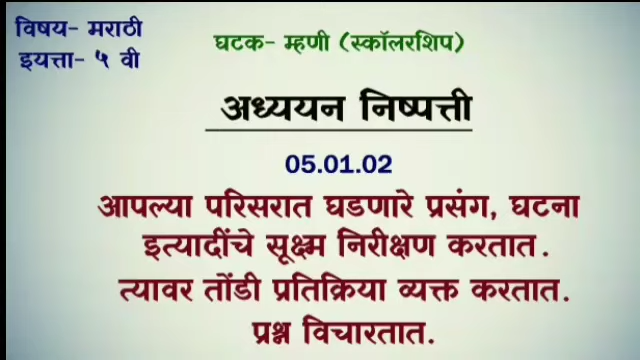 विषय- मराठी
इयत्ता- ५ वी
घटक- म्हणी (स्कॉलरशिप)
अध्ययन निष्पत्ती
05.01.02
आपल्या परिसरात घडणारे प्रसंग, घटना
इत्यादींचे सूक्ष्म निरीक्षण करतात.
त्यावर तोंडी प्रतिक्रिया व्यक्त करतात.
प्रश्न विचारतात.